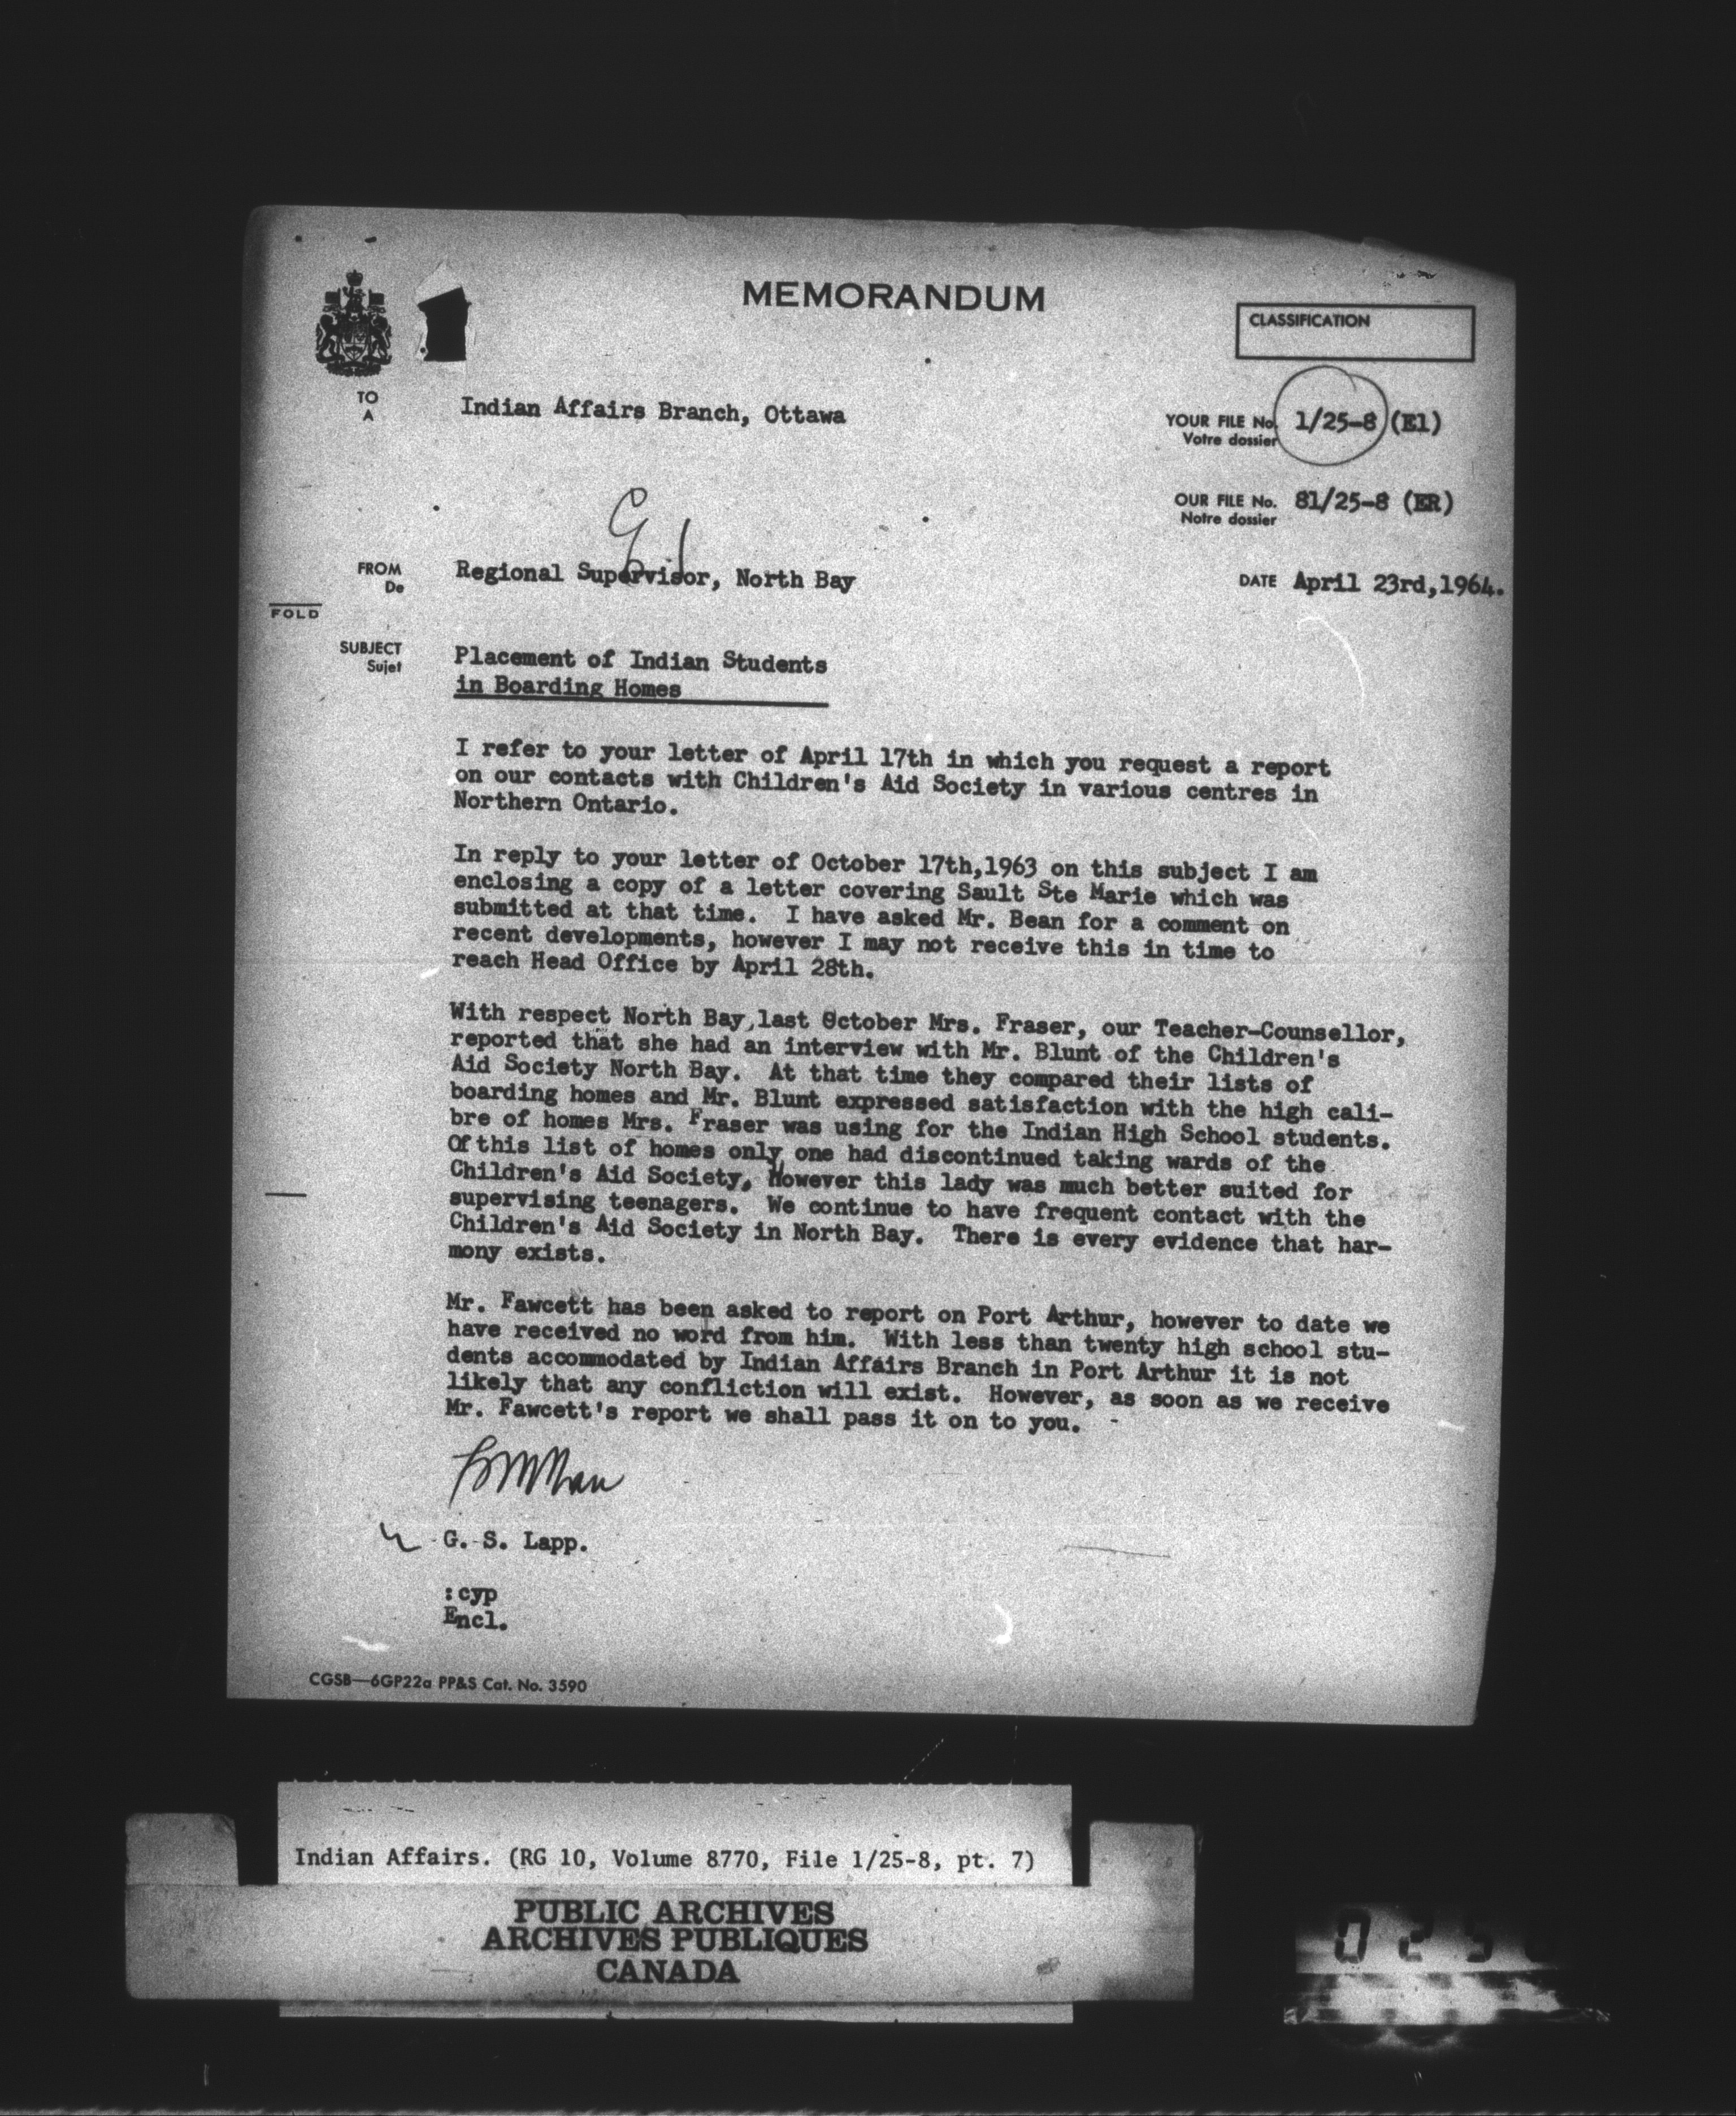 MEMORANDUM
CLASSIFICATION
TO
A
Indian Affairs Branch, Ottawa
YOUR FILE No. 1/25-8 (E1)
Votre dossier
OUR FILE No. 81/25-8 (ER)
Notre dossier
FROM
De
Regional Supervisor, North Bay
DATE April 23rd,1964.
FOLD
SUBJECT
Sujet
Placement of Indian Students
in Boarding Homes
I refer to your letter of April 17th in which you request a report
on our contacts with Children's Aid Society in various centres in
Northern Ontario.
In reply to your letter of October 17th,1963 on this subject I am
enclosing a copy of a letter covering Sault Ste Marie which was
submitted at that time. I have asked Mr. Bean for a comment on
recent developments, however I may not receive this in time to
reach Head Office by April 28th.
With respect North Bay, last October Mrs. Fraser, our Teacher-Counsellor,
reported that she had an interview with Mr. Blunt of the Children's
Aid Society North Bay. At that time they compared their lists of
boarding homes and Mr. Blunt expressed satisfaction with the high cali-
bre of homes Mrs. Fraser was using for the Indian High School students.
Of this list of homes only one had discontinued taking wards of the
Children's Aid Society. However this lady was much better suited for
supervising teenagers. We continue to have frequent contact with the
Children's Aid Society in North Bay. There is every evidence that har-
mony exists.
Mr. Fawcett has been asked to report on Port Arthur, however to date we
have received no word from him. With less than twenty high school stu-
dents accommodated by Indian Affairs Branch in Port Arthur it is not
likely that any confliction will exist. However, as soon as we receive
Mr. Fawcett's report we shall pass it on to you.
G. S. Lapp.
:cyp
Encl.
CGSB—6GP22a PP&S Cat. No. 3590
Indian Affairs. (RG 10, Volume 8770, File 1/25-8, pt. 7)
PUBLIC ARCHIVES
ARCHIVES PUBLIQUES
CANADA
0 2 5